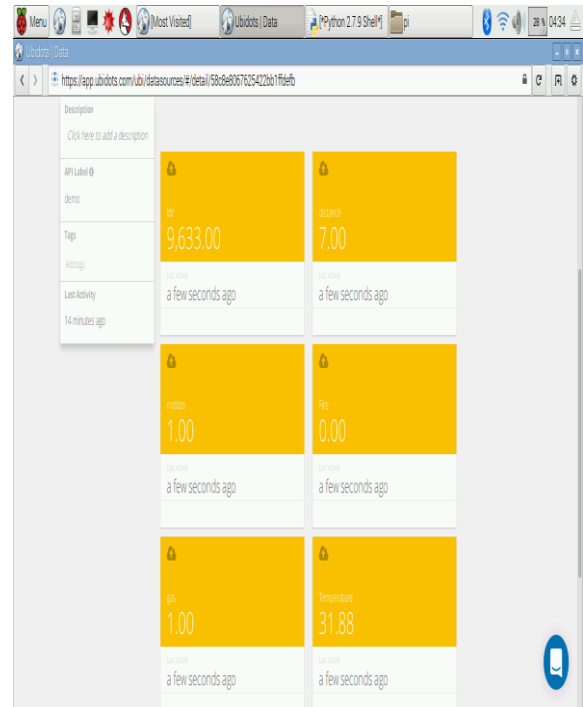 Menu [Most Visited] Ubidots | Data [*Python 2.7.9 Shell*] pi 28 % 04:34
Ubidots | Data
https://app.ubidots.com/ubi/datasources/#/detail/58c8e8067625422bb1ffdefb
Description
Click here to add a description
API Label
demo
Tags
Add tags
Last Activity
14 minutes ago
ldr
9,633.00
Last activity
a few seconds ago
distance
7.00
Last activity
a few seconds ago
motion
1.00
Last activity
a few seconds ago
Fire
0.00
Last activity
a few seconds ago
gas
1.00
Last activity
a few seconds ago
Temperature
31.88
Last activity
a few seconds ago